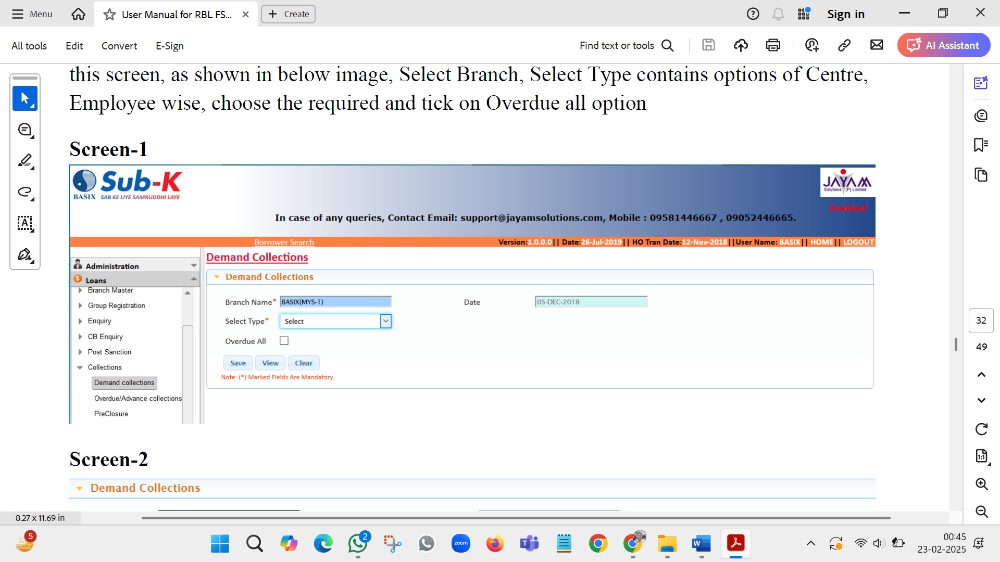 Menu
User Manual for RBL FS...
Create
Sign in
All tools
Edit
Convert
E-Sign
Find text or tools
AI Assistant
this screen, as shown in below image, Select Branch, Select Type contains options of Centre,
Employee wise, choose the required and tick on Overdue all option
Screen-1
Sub-K
BASIX SAB KE LIYE SAMRUDDHI LAYE
JAYAM
Solutions (P) Limited
Download
In case of any queries, Contact Email: support@jayamsolutions.com, Mobile : 09581446667 , 09052446665.
Borrower Search
Version:1.0.0.0|| Date:26-Jul-2019|| HO Tran Date:12-Nov-2018||User Name: BASIX|| HOME|| LOGOUT
Administration
Loans
Branch Master
Group Registration
Enquiry
CB Enquiry
Post Sanction
Collections
Demand collections
Overdue/Advance collections
PreClosure
Demand Collections
Demand Collections
Branch Name* BASIX(MYS-1)
Date 05-DEC-2018
Select Type* Select
Overdue All
Save View Clear
Note: (*) Marked Fields Are Mandatory.
Screen-2
Demand Collections
32
49
1:1
8.27 x 11.69 in
5
2
zoom
00:45
23-02-2025